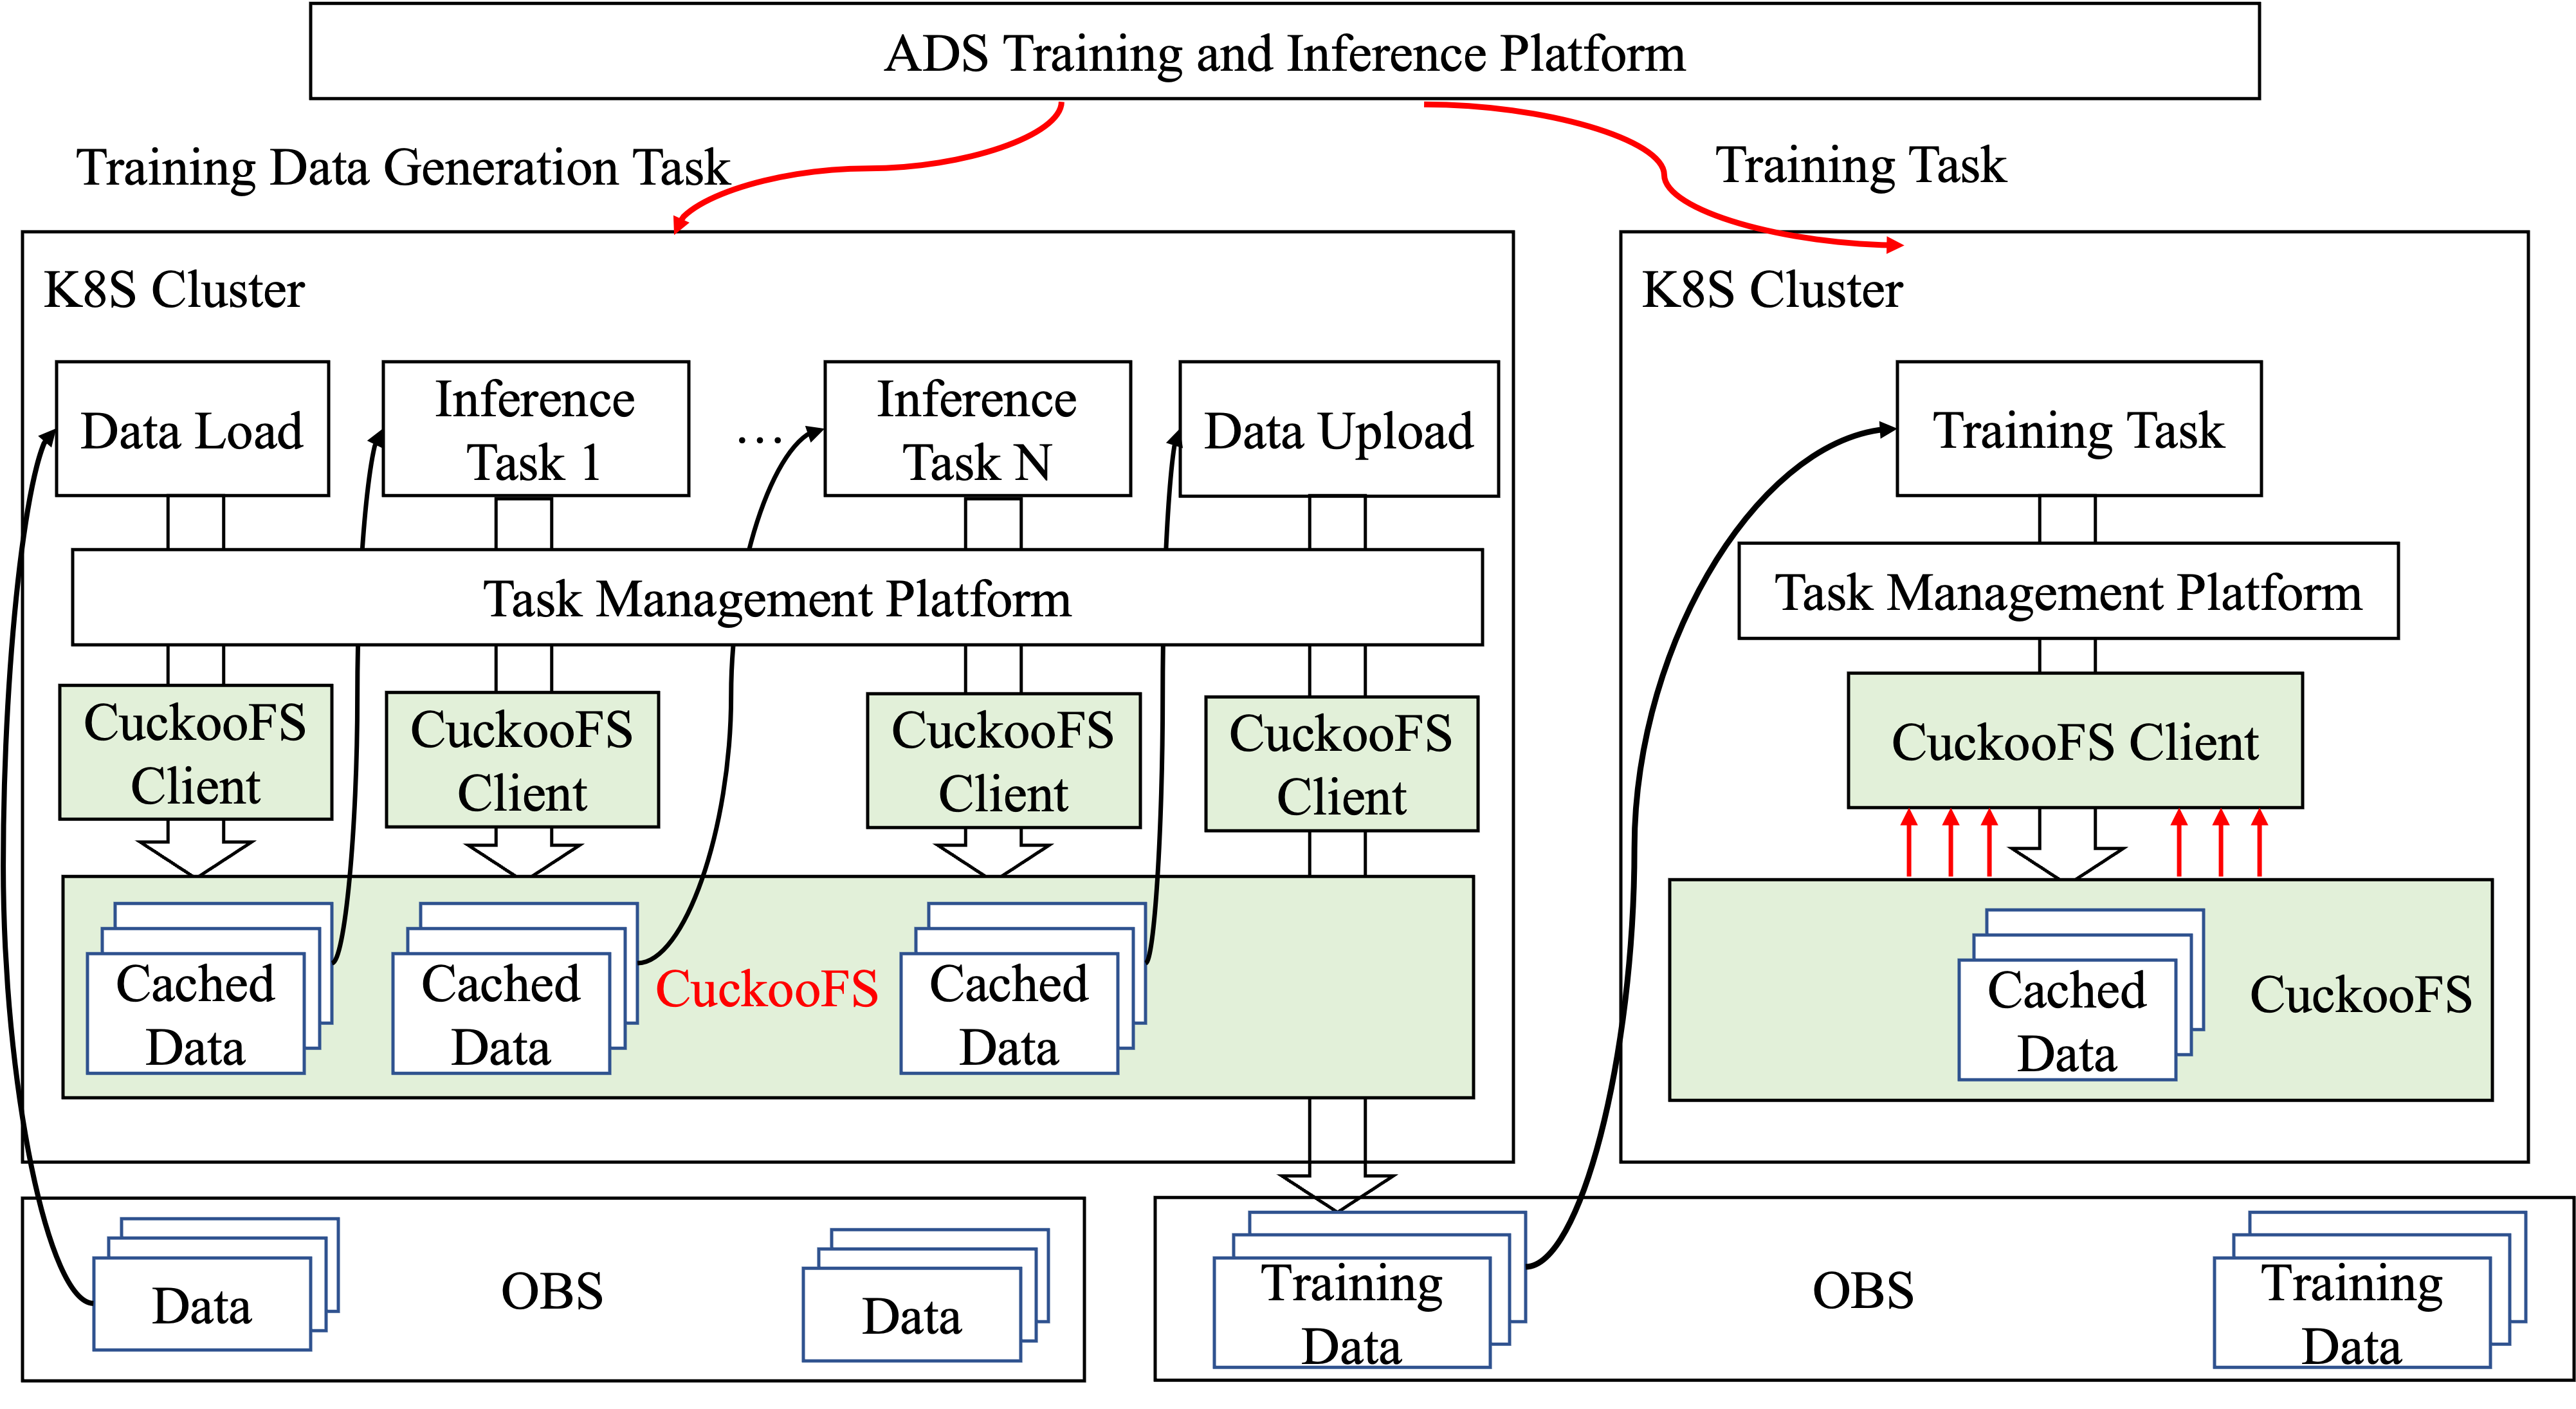 ADS Training and Inference Platform
Training Data Generation Task
Training Task
K8S Cluster
Data Load
Inference
Task 1
...
Inference
Task N
Data Upload
Task Management Platform
CuckooFS
Client
CuckooFS
Client
CuckooFS
Client
CuckooFS
Client
Cached
Data
Cached
Data
CuckooFS
Cached
Data
K8S Cluster
Training Task
Task Management Platform
CuckooFS Client
Cached
Data
CuckooFS
Data
OBS
Data
Training
Data
OBS
Training
Data